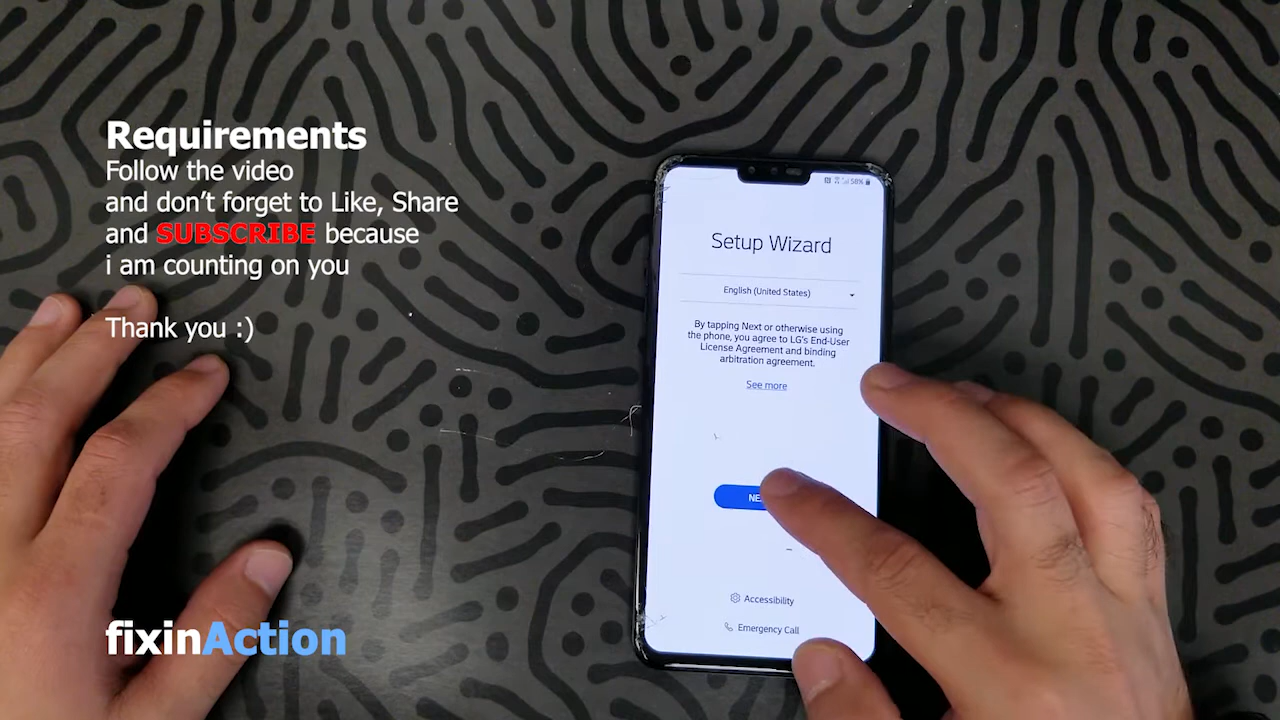 Requirements
Follow the video
and don't forget to Like, Share
and SUBSCRIBE because
i am counting on you
Thank you :)
fixinAction
58%
Setup Wizard
English (United States)
By tapping Next or otherwise using
the phone, you agree to LG's End-User
License Agreement and binding
arbitration agreement.
See more
Accessibility
Emergency Call